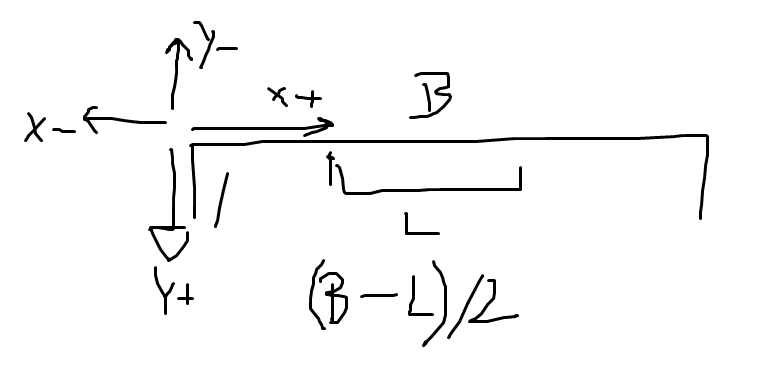 Y-
X+
B
X-
L
Y+
(B-L)/2